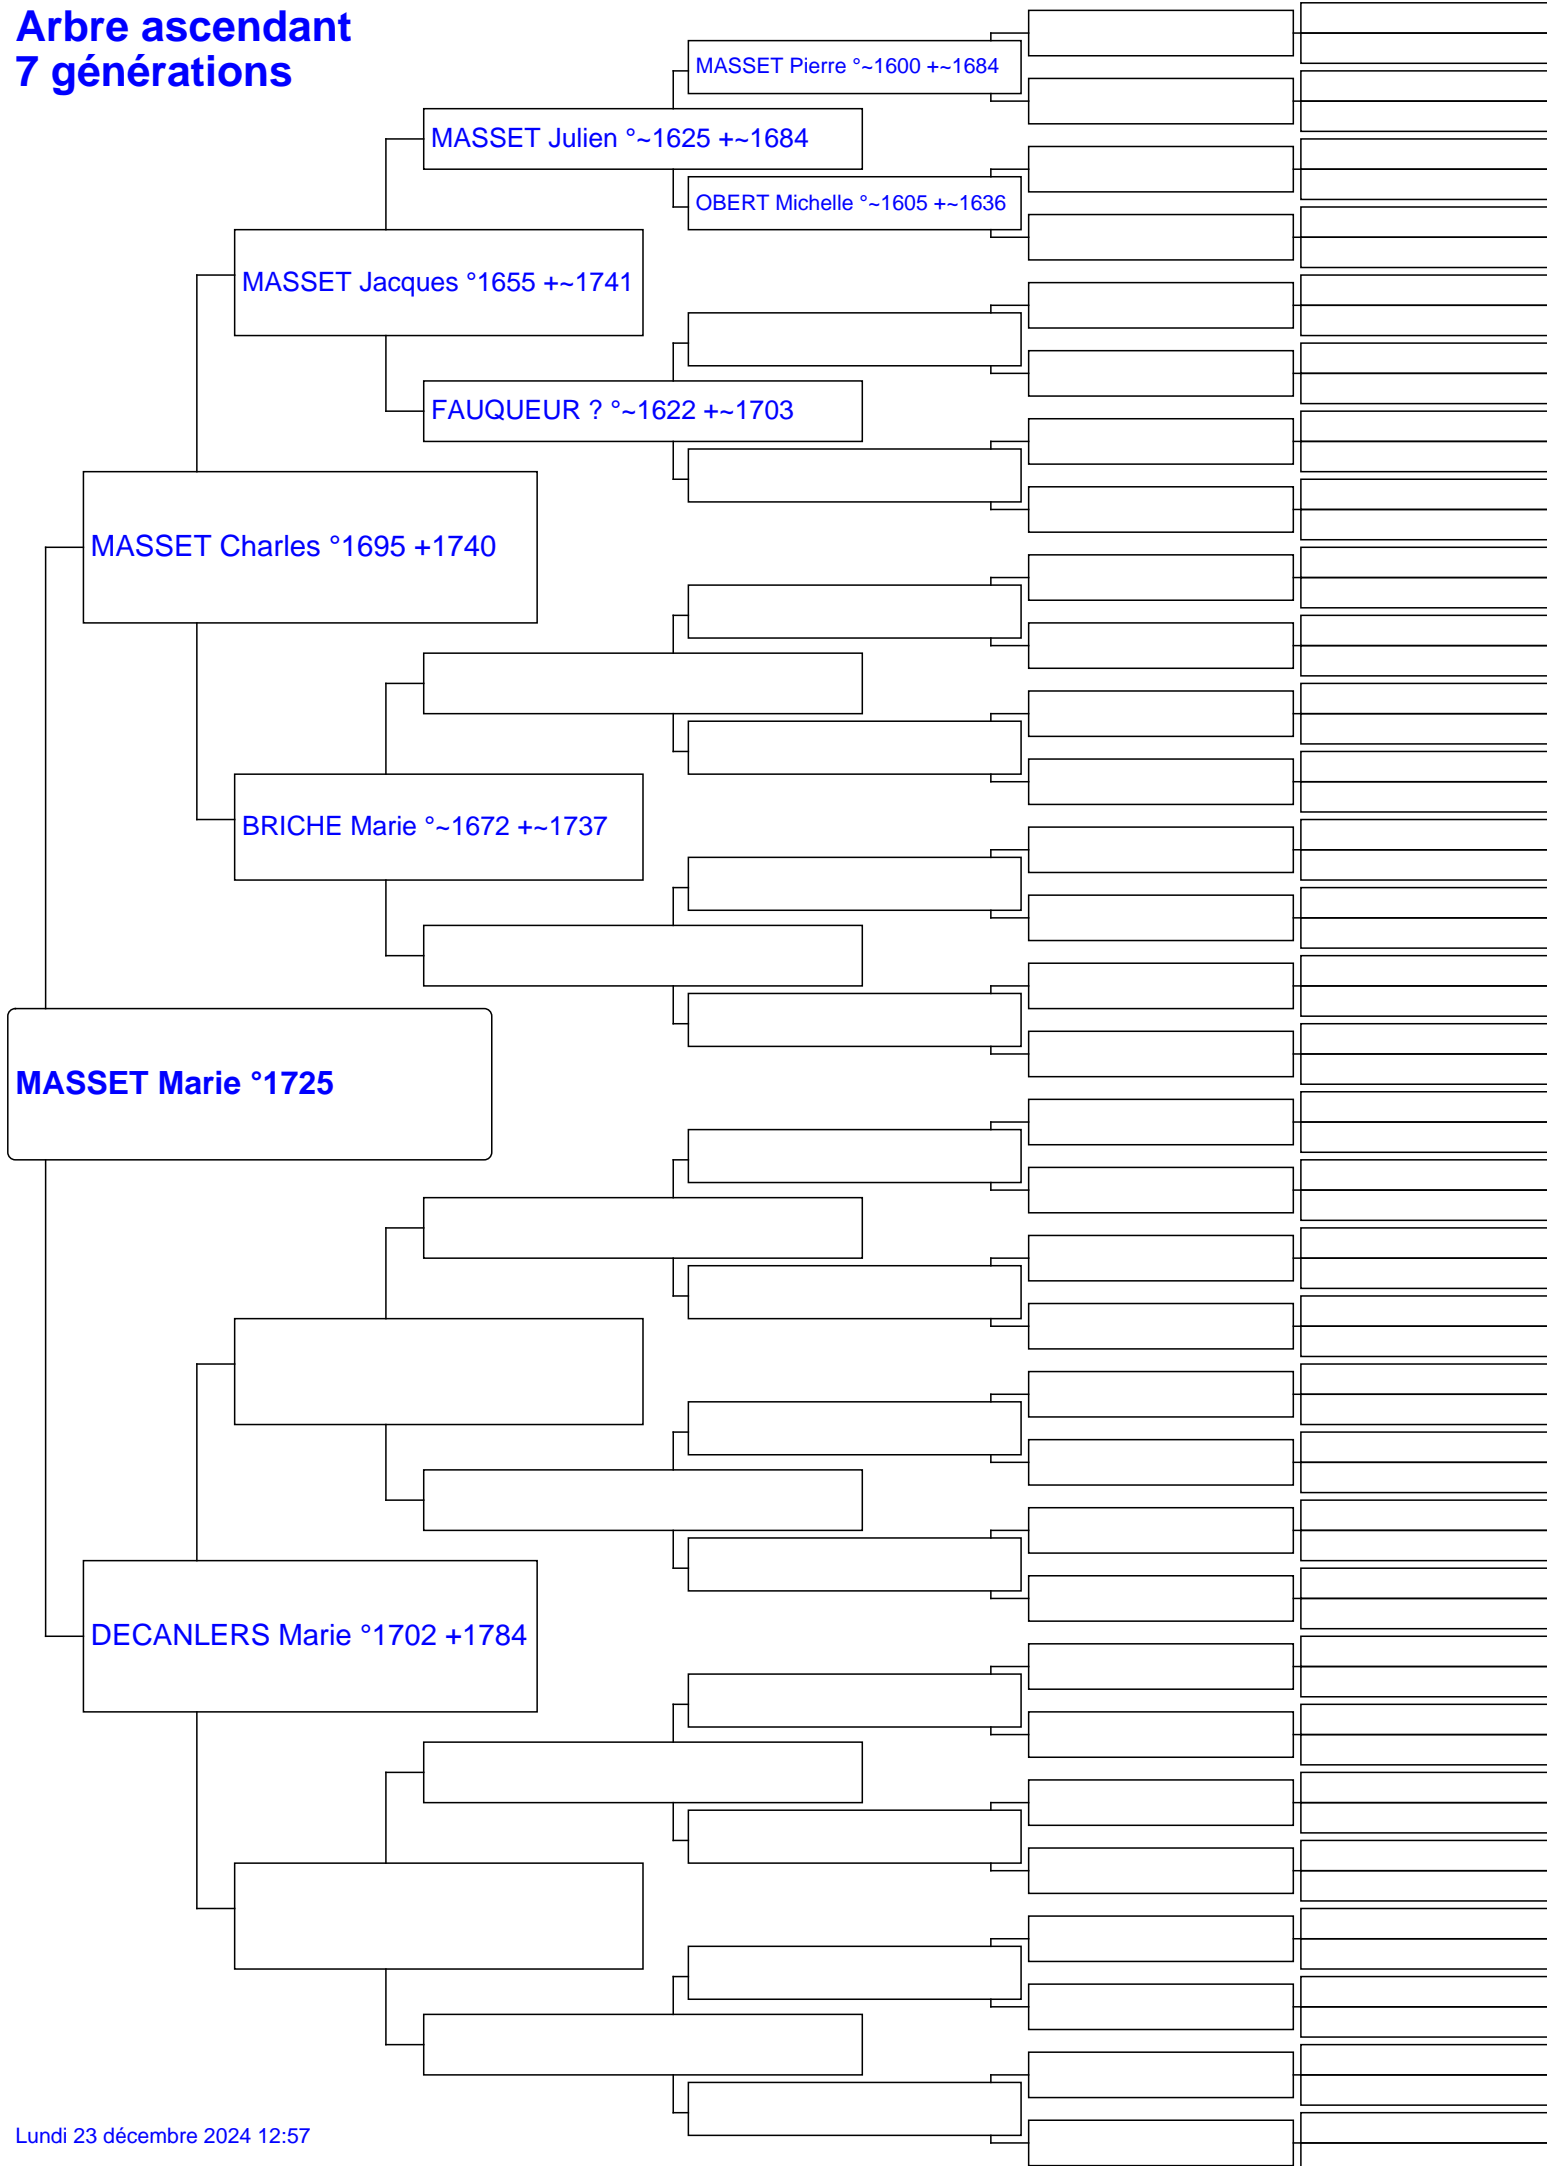 Arbre ascendant
7 générations
MASSET Pierre °~1600 +~1684
MASSET Julien °~1625 +~1684
OBERT Michelle °~1605 +~1636
MASSET Jacques °1655 +~1741
FAUQUEUR ? °~1622 +~1703
MASSET Charles °1695 +1740
BRICHE Marie °~1672 +~1737
MASSET Marie °1725
DECANLERS Marie °1702 +1784
Lundi 23 décembre 2024 12:57